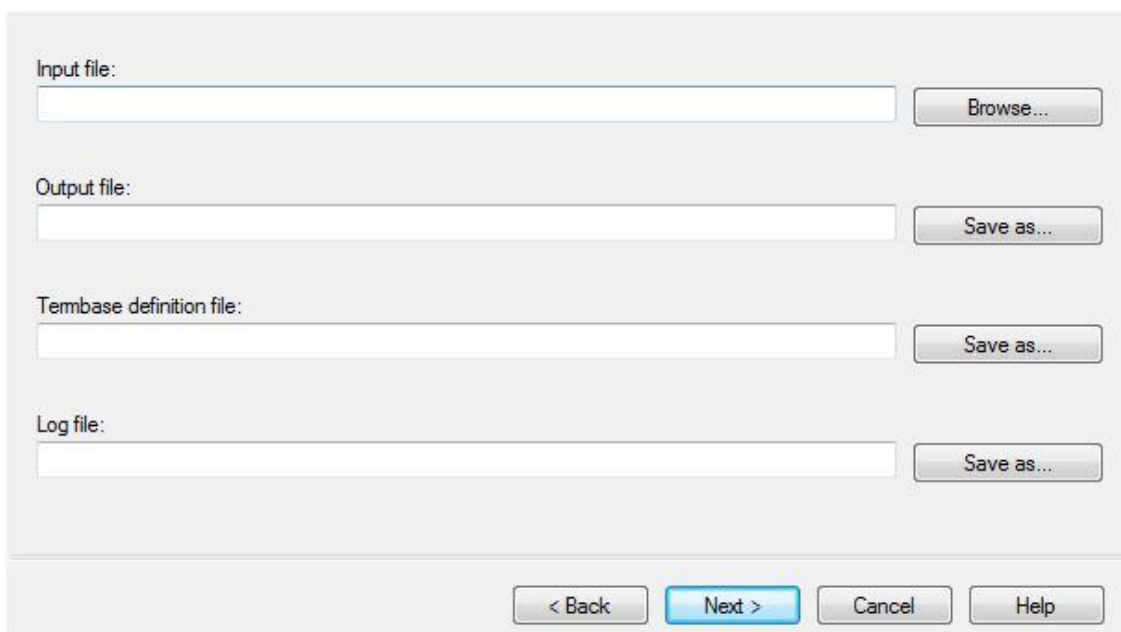 Input file:
Browse...
Output file:
Save as...
Termbase definition file:
Save as...
Log file:
Save as...
< Back Next > Cancel Help